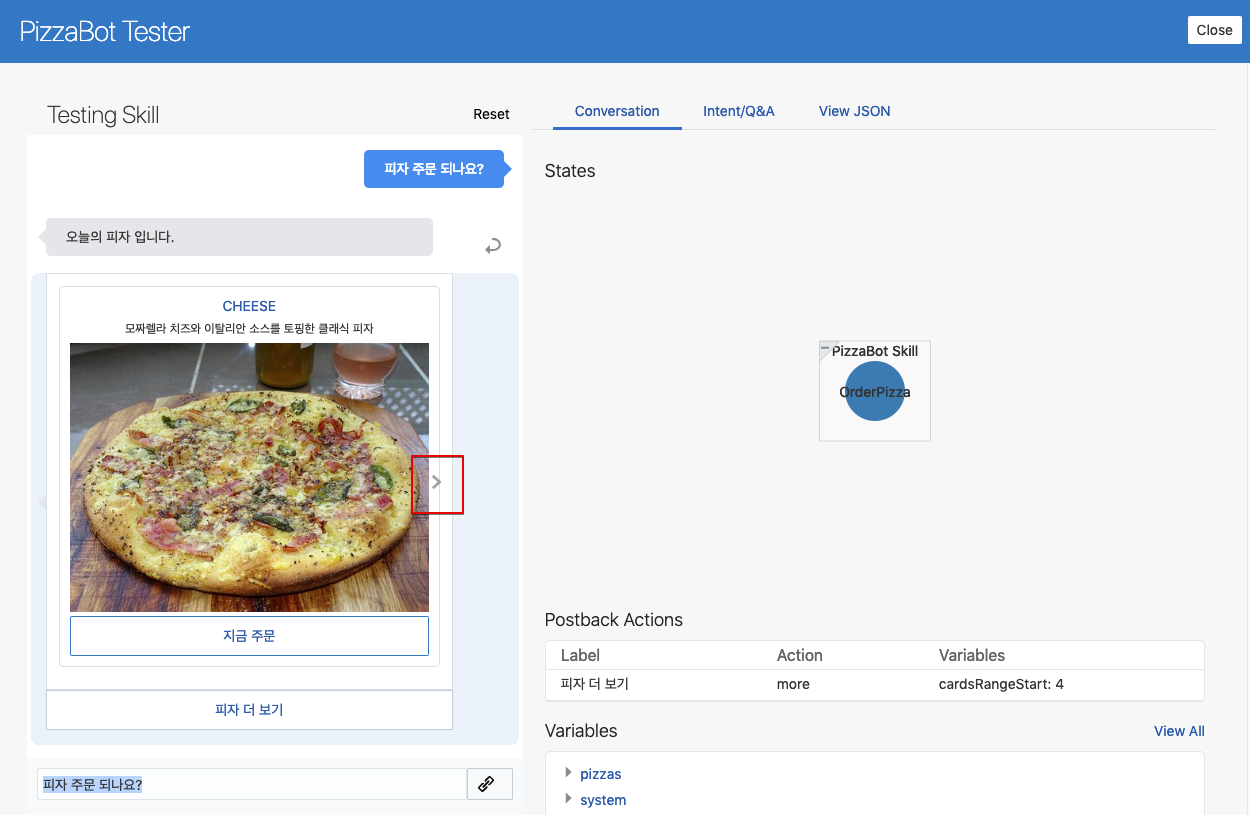 PizzaBot Tester
Close
Testing Skill
Reset
피자 주문 되나요?
오늘의 피자 입니다.
CHEESE
모짜렐라 치즈와 이탈리안 소스를 토핑한 클래식 피자
지금 주문
피자 더 보기
피자 주문 되나요?
Conversation Intent/Q&A View JSON
States
PizzaBot Skill
OrderPizza
Postback Actions
Label Action Variables
피자 더 보기 more cardsRangeStart: 4
Variables View All
pizzas
system